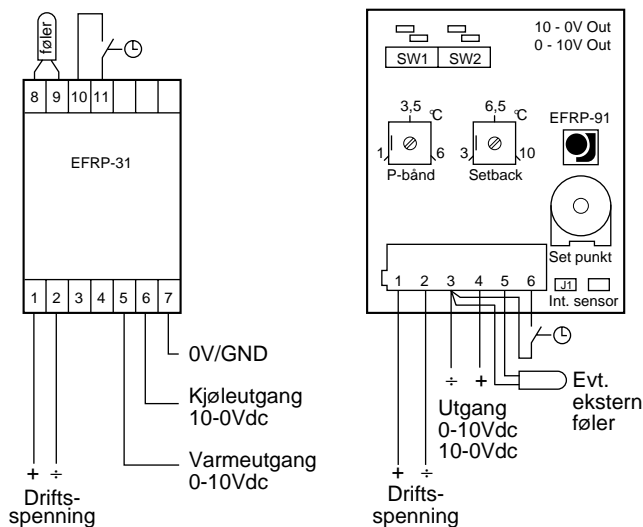 føler
8 9 10 11
EFRP-31
1 2 3 4 5 6 7
0V/GND
Kjøleutgang
10-0Vdc
Varmeutgang
0-10Vdc
+ ÷
Drifts-
spenning
10 - 0V Out
0 - 10V Out
SW1 SW2
3,5 °C
1 6
P-bånd
6,5 °C
3 10
Setback
EFRP-91
Set punkt
1 2 3 4 5 6
J1
Int. sensor
÷ +
Utgang
0-10Vdc
10-0Vdc
Evt.
ekstern
føler
+ ÷
Drifts-
spenning